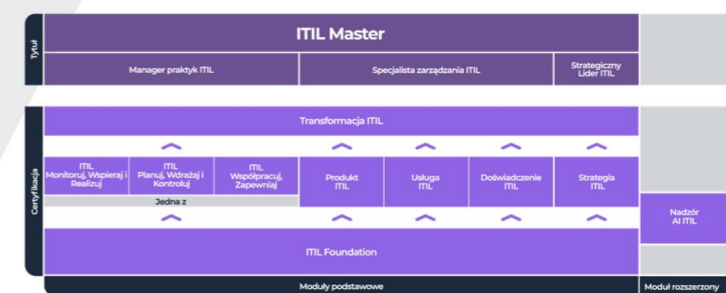 Tytuł
ITIL Master
Manager praktyk ITIL
Specjalista zarządzania ITIL
Strategiczny
Lider ITIL
Certyfikacja
Transformacja ITIL
ITIL
Monitoruj, Wspieraj i
Realizuj
ITIL
Planuj, Wdrażaj i
Kontroluj
ITIL
Współpracuj,
Zapewniaj
Jedna z
Produkt
ITIL
Usługa
ITIL
Doświadczenie
ITIL
Strategia
ITIL
Nadzór
AI ITIL
ITIL Foundation
Moduły podstawowe
Moduł rozszerzony